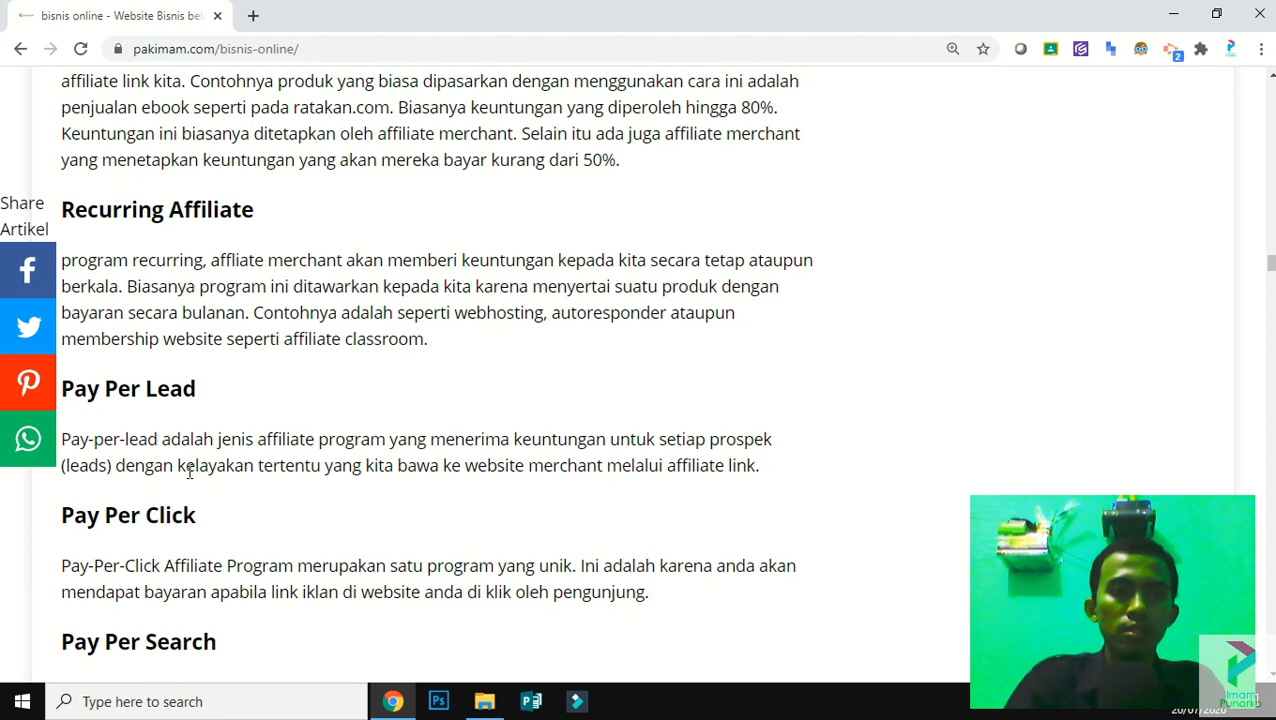 bisnis online - Website Bisnis bel
pakimam.com/bisnis-online/
2
affiliate link kita. Contohnya produk yang biasa dipasarkan dengan menggunakan cara ini adalah
penjualan ebook seperti pada ratakan.com. Biasanya keuntungan yang diperoleh hingga 80%.
Keuntungan ini biasanya ditetapkan oleh affiliate merchant. Selain itu ada juga affiliate merchant
yang menetapkan keuntungan yang akan mereka bayar kurang dari 50%.
Share
Artikel
Recurring Affiliate
program recurring, affliate merchant akan memberi keuntungan kepada kita secara tetap ataupun
berkala. Biasanya program ini ditawarkan kepada kita karena menyertai suatu produk dengan
bayaran secara bulanan. Contohnya adalah seperti webhosting, autoresponder ataupun
membership website seperti affiliate classroom.
Pay Per Lead
Pay-per-lead adalah jenis affiliate program yang menerima keuntungan untuk setiap prospek
(leads) dengan kelayakan tertentu yang kita bawa ke website merchant melalui affiliate link.
Pay Per Click
Pay-Per-Click Affiliate Program merupakan satu program yang unik. Ini adalah karena anda akan
mendapat bayaran apabila link iklan di website anda di klik oleh pengunjung.
Pay Per Search
Imam
Punarko
Type here to search
Ps
20/07/2020